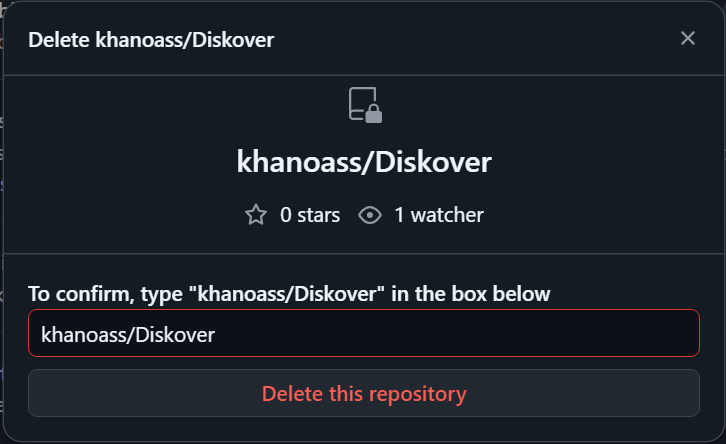 Delete khanoass/Diskover
khanoass/Diskover
0 stars 1 watcher
To confirm, type "khanoass/Diskover" in the box below
khanoass/Diskover
Delete this repository